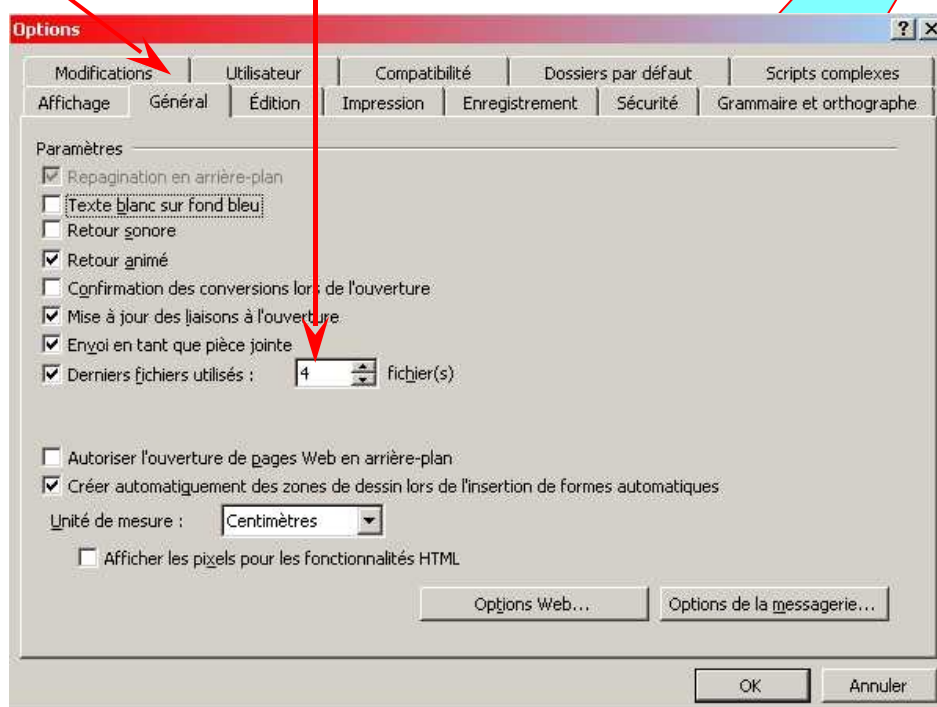 Options
Modifications Utilisateur Compatibilité Dossiers par défaut Scripts complexes
Affichage Général Édition Impression Enregistrement Sécurité Grammaire et orthographe
Paramètres
Repagination en arrière-plan
Texte blanc sur fond bleu
Retour sonore
Retour animé
Confirmation des conversions lors de l'ouverture
Mise à jour des liaisons à l'ouverture
Envoi en tant que pièce jointe
Derniers fichiers utilisés : 4 fichier(s)
Autoriser l'ouverture de pages Web en arrière-plan
Créer automatiquement des zones de dessin lors de l'insertion de formes automatiques
Unité de mesure : Centimètres
Afficher les pixels pour les fonctionnalités HTML
Options Web... Options de la messagerie...
OK Annuler